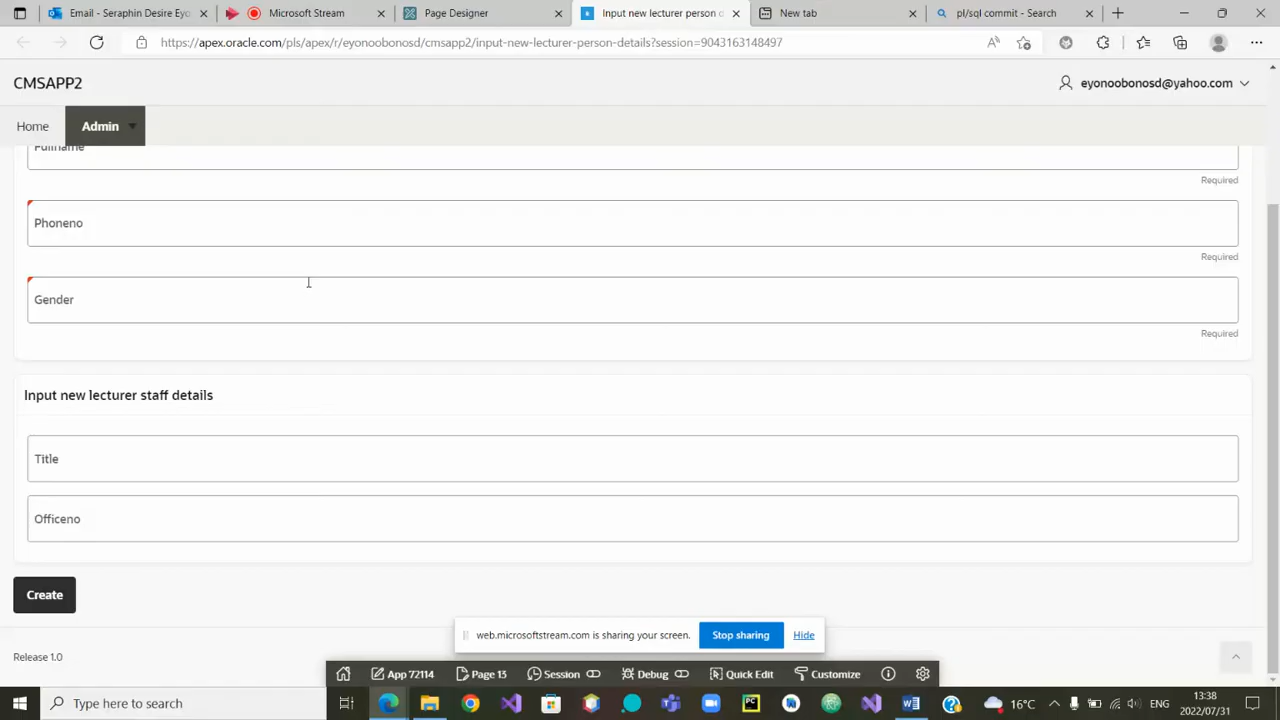 Email - Seraphin Desire Eyo
Microsoft Stream
Page Designer
Input new lecturer person d
New tab
pl/sql commit - Search
https://apex.oracle.com/pls/apex/r/eyonoobonosd/cmsapp2/input-new-lecturer-person-details?session=9043163148497
CMSAPP2
eyonoobonosd@yahoo.com
Home
Admin
Fullname
Required
Phoneno
Required
Gender
Required
Input new lecturer staff details
Title
Officeno
Create
web.microsoftstream.com is sharing your screen.
Stop sharing
Hide
Release 1.0
App 72114
Page 13
Session
Debug
Quick Edit
Customize
Type here to search
16°C
ENG
13:38
2022/07/31